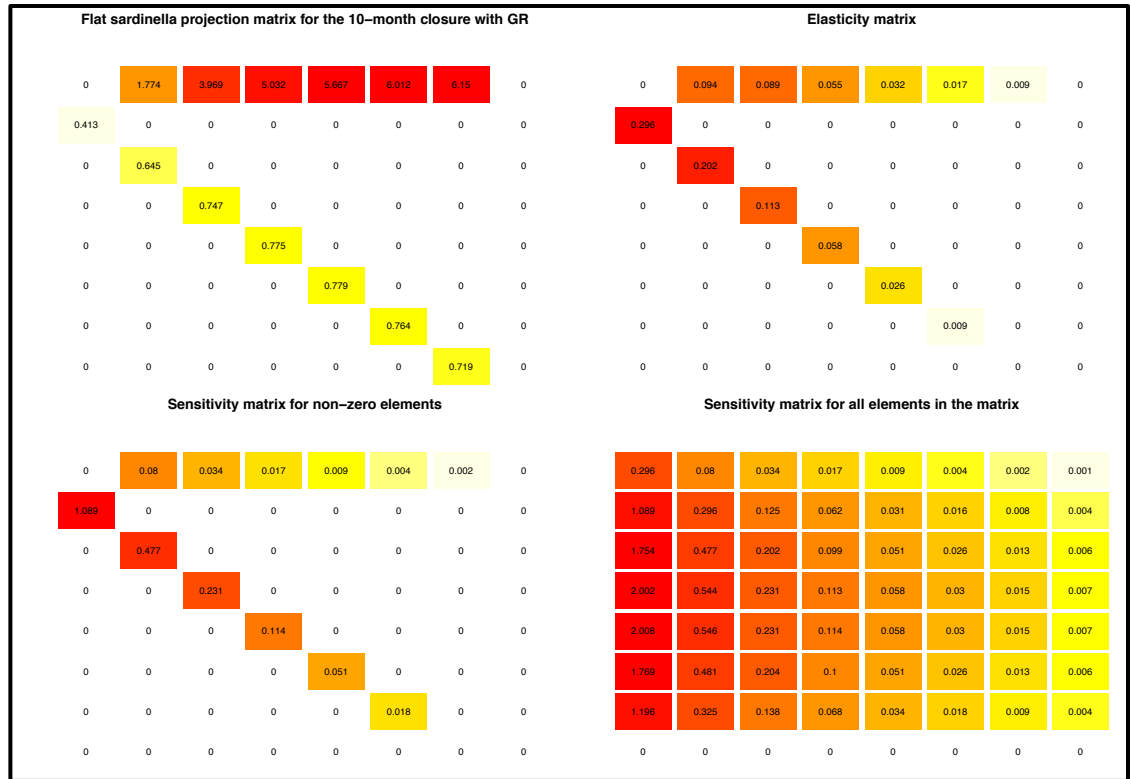 Flat sardinella projection matrix for the 10−month closure with GR
0 1.774 3.969 5.032 5.667 6.012 6.15 0
0.413 0 0 0 0 0 0 0
0 0.645 0 0 0 0 0 0
0 0 0.747 0 0 0 0 0
0 0 0 0.775 0 0 0 0
0 0 0 0 0.779 0 0 0
0 0 0 0 0 0.764 0 0
0 0 0 0 0 0 0.719 0
Elasticity matrix
0 0.094 0.089 0.055 0.032 0.017 0.009 0
0.296 0 0 0 0 0 0 0
0 0.202 0 0 0 0 0 0
0 0 0.113 0 0 0 0 0
0 0 0 0.058 0 0 0 0
0 0 0 0 0.026 0 0 0
0 0 0 0 0 0.009 0 0
0 0 0 0 0 0 0 0
Sensitivity matrix for non−zero elements
0 0.08 0.034 0.017 0.009 0.004 0.002 0
1.089 0 0 0 0 0 0 0
0 0.477 0 0 0 0 0 0
0 0 0.231 0 0 0 0 0
0 0 0 0.114 0 0 0 0
0 0 0 0 0.051 0 0 0
0 0 0 0 0 0.018 0 0
0 0 0 0 0 0 0 0
Sensitivity matrix for all elements in the matrix
0.296 0.08 0.034 0.017 0.009 0.004 0.002 0.001
1.089 0.296 0.125 0.062 0.031 0.016 0.008 0.004
1.754 0.477 0.202 0.099 0.051 0.026 0.013 0.006
2.002 0.544 0.231 0.113 0.058 0.03 0.015 0.007
2.008 0.546 0.231 0.114 0.058 0.03 0.015 0.007
1.769 0.481 0.204 0.1 0.051 0.026 0.013 0.006
1.196 0.325 0.138 0.068 0.034 0.018 0.009 0.004
0 0 0 0 0 0 0 0